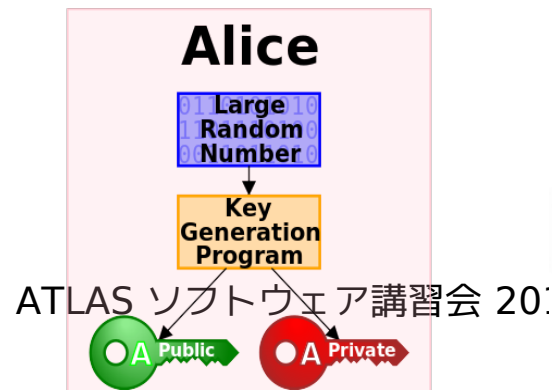 Alice
Large
Random
Number
Key
Generation
Program
ATLAS ソフトウェア講習会
A Public
A Private